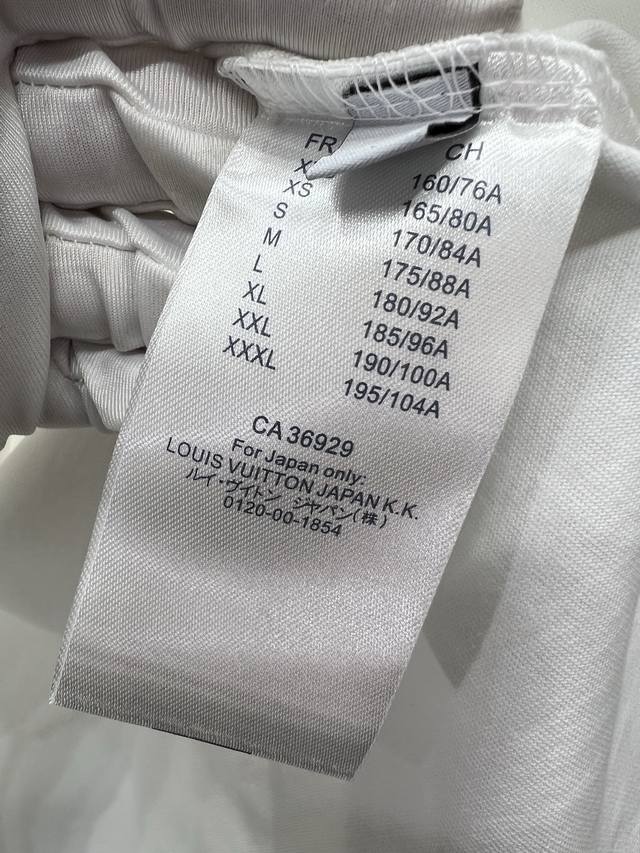 FR CH
160/76A
XS 165/80A
S 170/84A
M 175/88A
L 180/92A
XL 185/96A
XXL 190/100A
XXXL 195/104A
CA 36929
For Japan only:
LOUIS VUITTON JAPAN K.K.
ルイ・ヴイトン ジャパン(株)
0120-00-1854